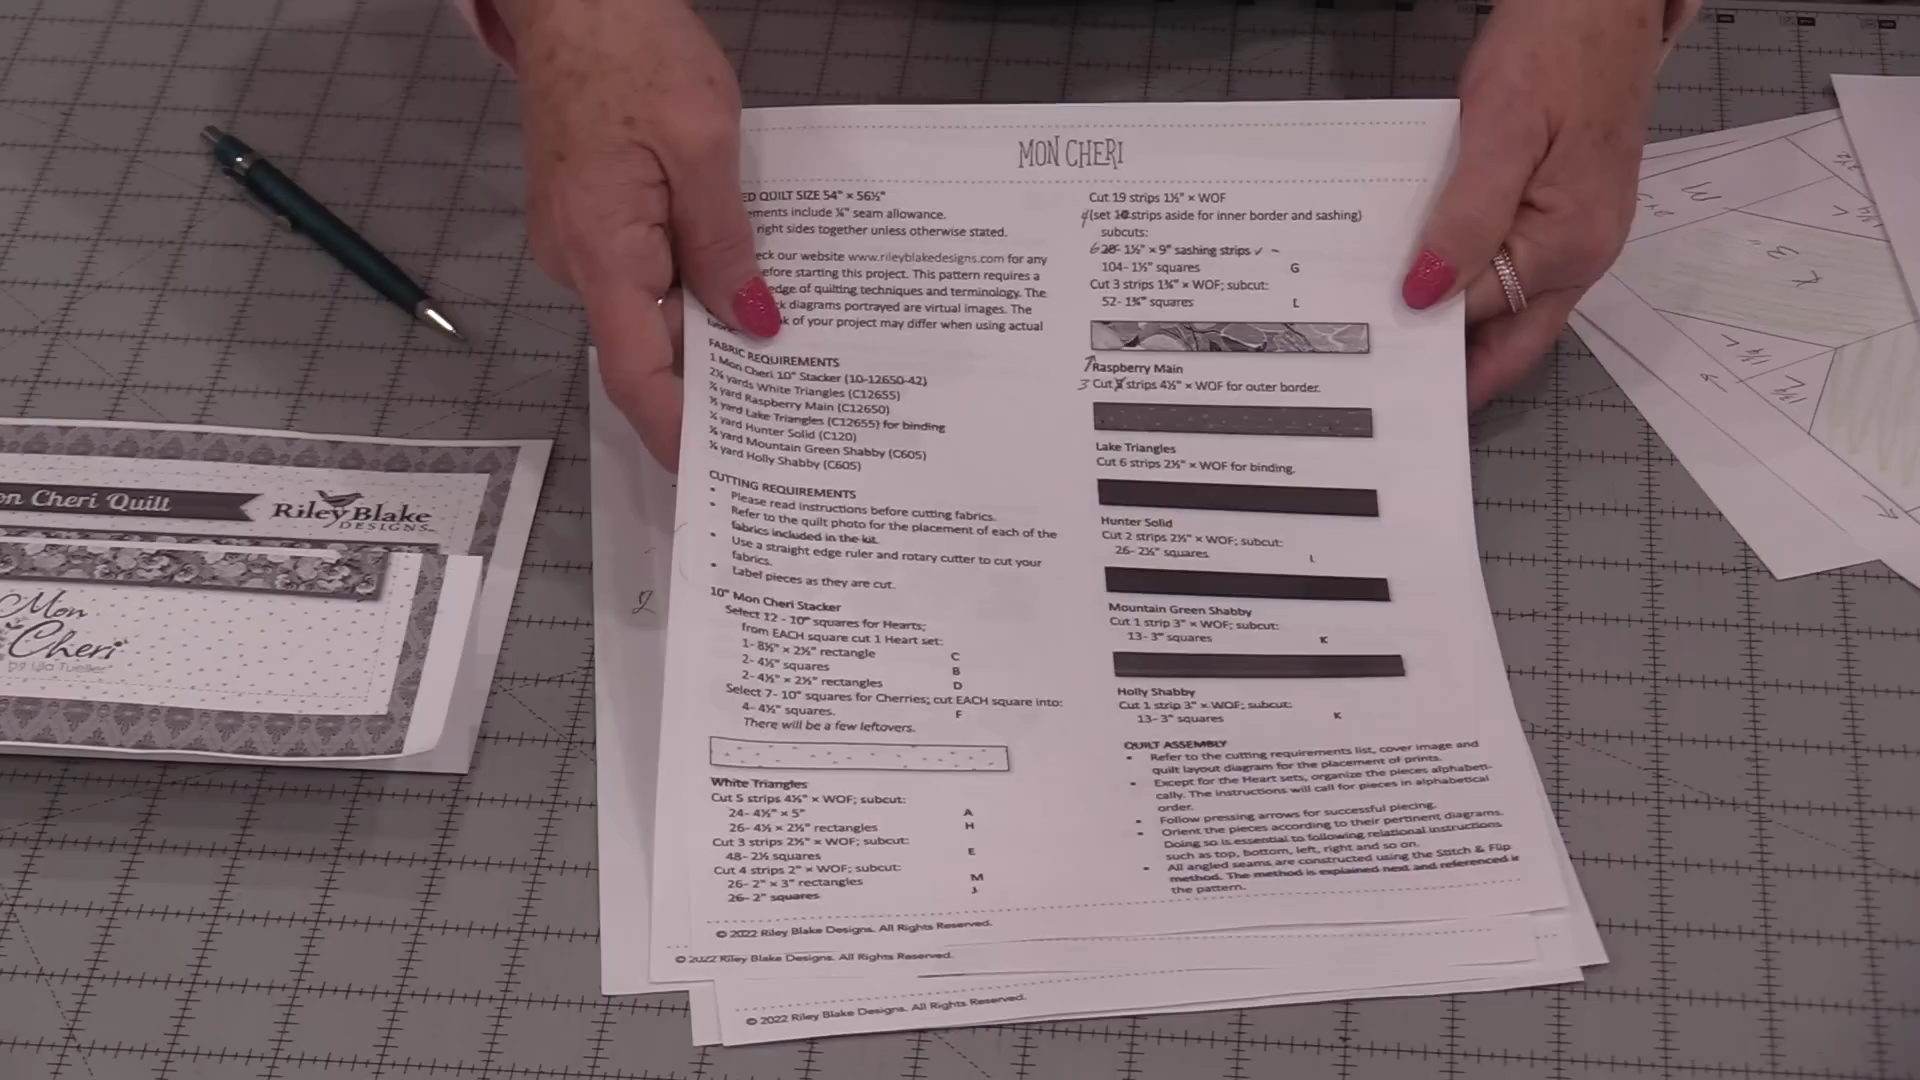 MON CHERI
ED QUILT SIZE 54" × 56½"
ements include ¼" seam allowance.
right sides together unless otherwise stated.
eck our website www.rileyblakedesigns.com for any
efore starting this project. This pattern requires a
edge of quilting techniques and terminology. The
ck diagrams portrayed are virtual images. The
k of your project may differ when using actual
FABRIC REQUIREMENTS
1 Mon Cheri 10" Stacker (10-12650-42)
yards White Triangles (C12655)
yard Raspberry Main (C12650)
yard Lake Triangles (C12655) for binding
yard Hunter Solid (C120)
yard Mountain Green Shabby (C605)
yard Holly Shabby (C605)
CUTTING REQUIREMENTS
• Please read instructions before cutting fabrics.
• Refer to the quilt photo for the placement of each of the
fabrics included in the kit.
• Use a straight edge ruler and rotary cutter to cut your
fabrics.
• Label pieces as they are cut.
10" Mon Cheri Stacker
Select 12 - 10" squares for Hearts;
from EACH square cut 1 Heart set:
1- 8½" × 2½" rectangle C
2- 4½" squares B
2- 4½" × 2½" rectangles D
Select 7- 10" squares for Cherries; cut EACH square into:
4- 4½" squares. F
There will be a few leftovers.
White Triangles
Cut 5 strips 4½" × WOF; subcut:
24- 4½" × 5" A
26- 4½ × 2½" rectangles H
Cut 3 strips 2½" × WOF; subcut:
48- 2½ squares E
Cut 4 strips 2" × WOF; subcut:
26- 2" × 3" rectangles M
26- 2" squares J
© 2022 Riley Blake Designs. All Rights Reserved.
Cut 19 strips 1½" × WOF
(set 10 strips aside for inner border and sashing)
subcuts:
6 20- 1½" × 9" sashing strips ✓ –
104- 1½" squares G
Cut 3 strips 1¾" × WOF; subcut:
52- 1¾" squares L
Raspberry Main
3 Cut strips 4½" × WOF for outer border.
Lake Triangles
Cut 6 strips 2½" × WOF for binding.
Hunter Solid
Cut 2 strips 2½" × WOF; subcut:
26- 2½" squares L
Mountain Green Shabby
Cut 1 strip 3" × WOF; subcut:
13- 3" squares K
Holly Shabby
Cut 1 strip 3" × WOF; subcut:
13- 3" squares K
QUILT ASSEMBLY
• Refer to the cutting requirements list, cover image and
quilt layout diagram for the placement of prints.
• Except for the Heart sets, organize the pieces alphabeti-
cally. The instructions will call for pieces in alphabetical
order.
• Follow pressing arrows for successful piecing.
• Orient the pieces according to their pertinent diagrams.
Doing so is essential to following relational instructions
such as top, bottom, left, right and so on.
• All angled seams are constructed using the Stitch & Flip
method. The method is explained next and referenced in
the pattern.
© 2022 Riley Blake Designs. All Rights Reserved.
© 2022 Riley Blake Designs. All Rights Reserved.
on Cheri Quilt
Riley Blake
DESIGNS
Mon
Cheri
by Lila Tueller
M
K 3"
L